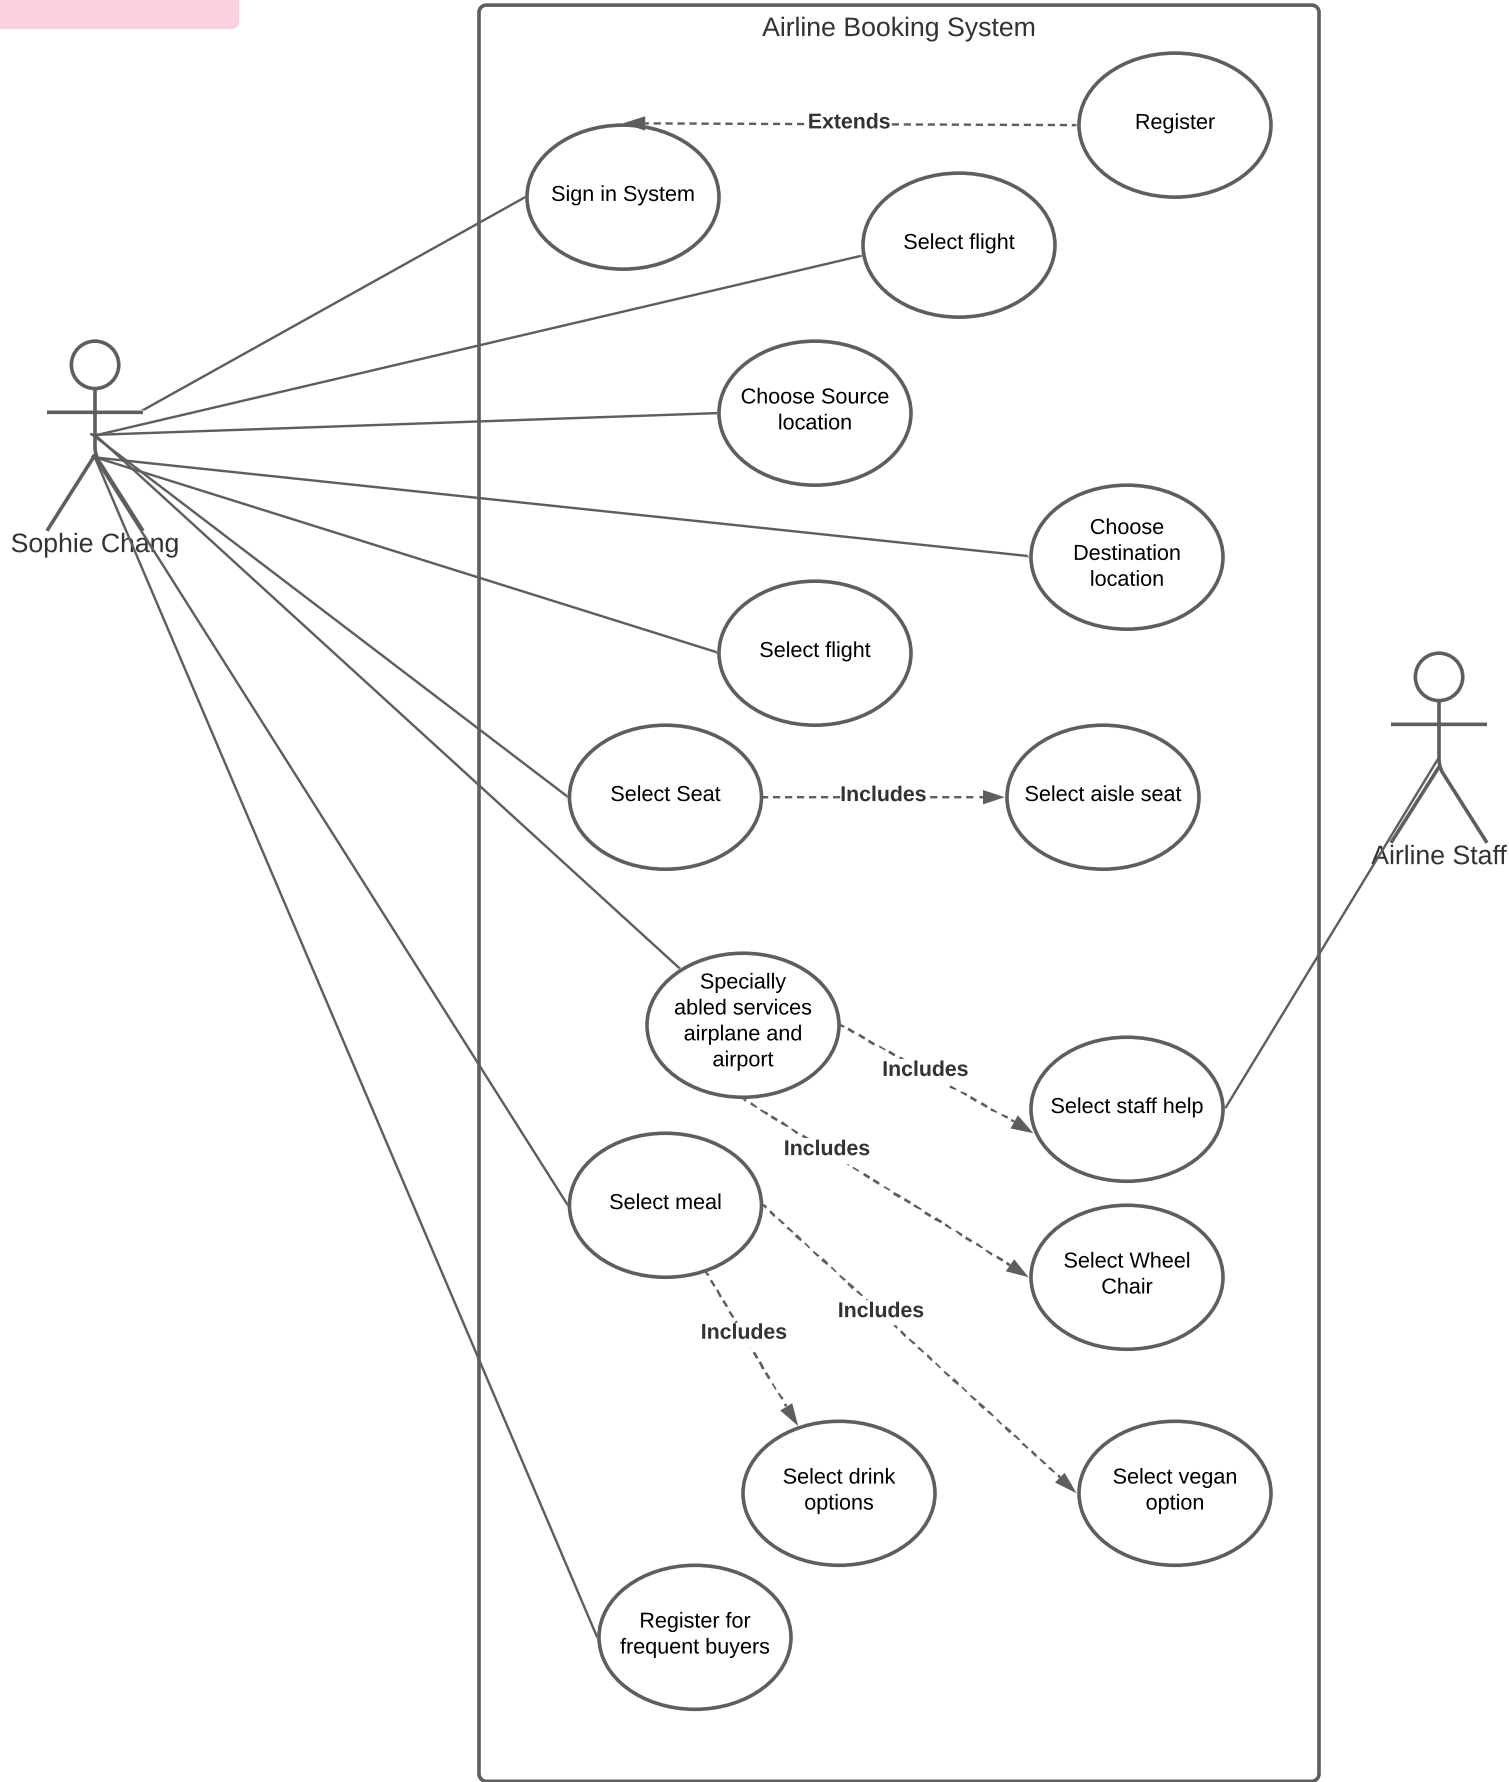 Airline Booking System
Extends
Register
Sign in System
Select flight
Choose Source
location
Sophie Chang
Choose
Destination
location
Select flight
Select Seat
Includes
Select aisle seat
Airline Staff
Specially
abled services
airplane and
airport
Includes
Select staff help
Includes
Select meal
Select Wheel
Chair
Includes
Includes
Select drink
options
Select vegan
option
Register for
frequent buyers